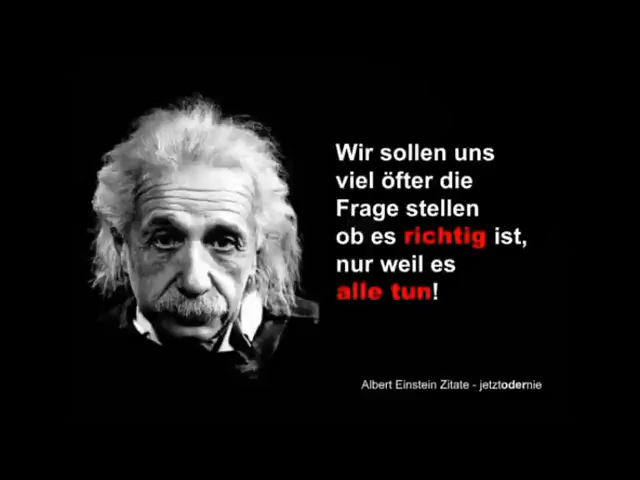 Wir sollen uns
viel öfter die
Frage stellen
ob es richtig ist,
nur weil es
alle tun!
Albert Einstein Zitate - jetztodernie